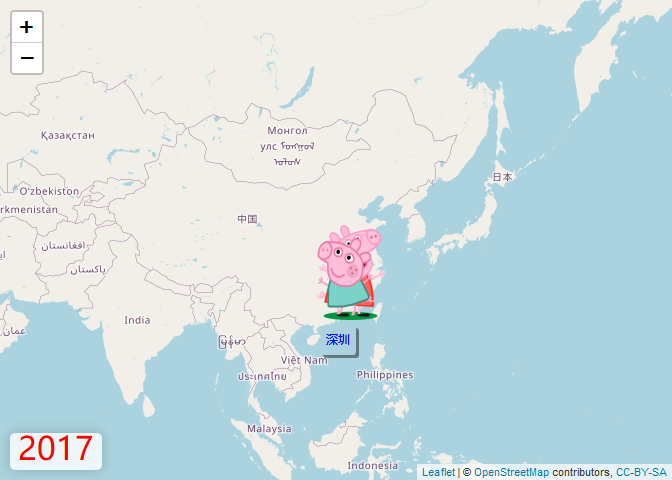 +
−
Қазақстан
Монгол
улс ᠮᠣᠩᠭᠣᠯ
ᠤᠯᠤᠰ
O'zbekiston
rkmenistan
中国
日本
افغانستان
پاکستان
India
မြန်မာ
深圳
Việt Nam
ประเทศไทย
Philippines
عمان
Malaysia
Indonesia
2017
Leaflet | © OpenStreetMap contributors, CC-BY-SA